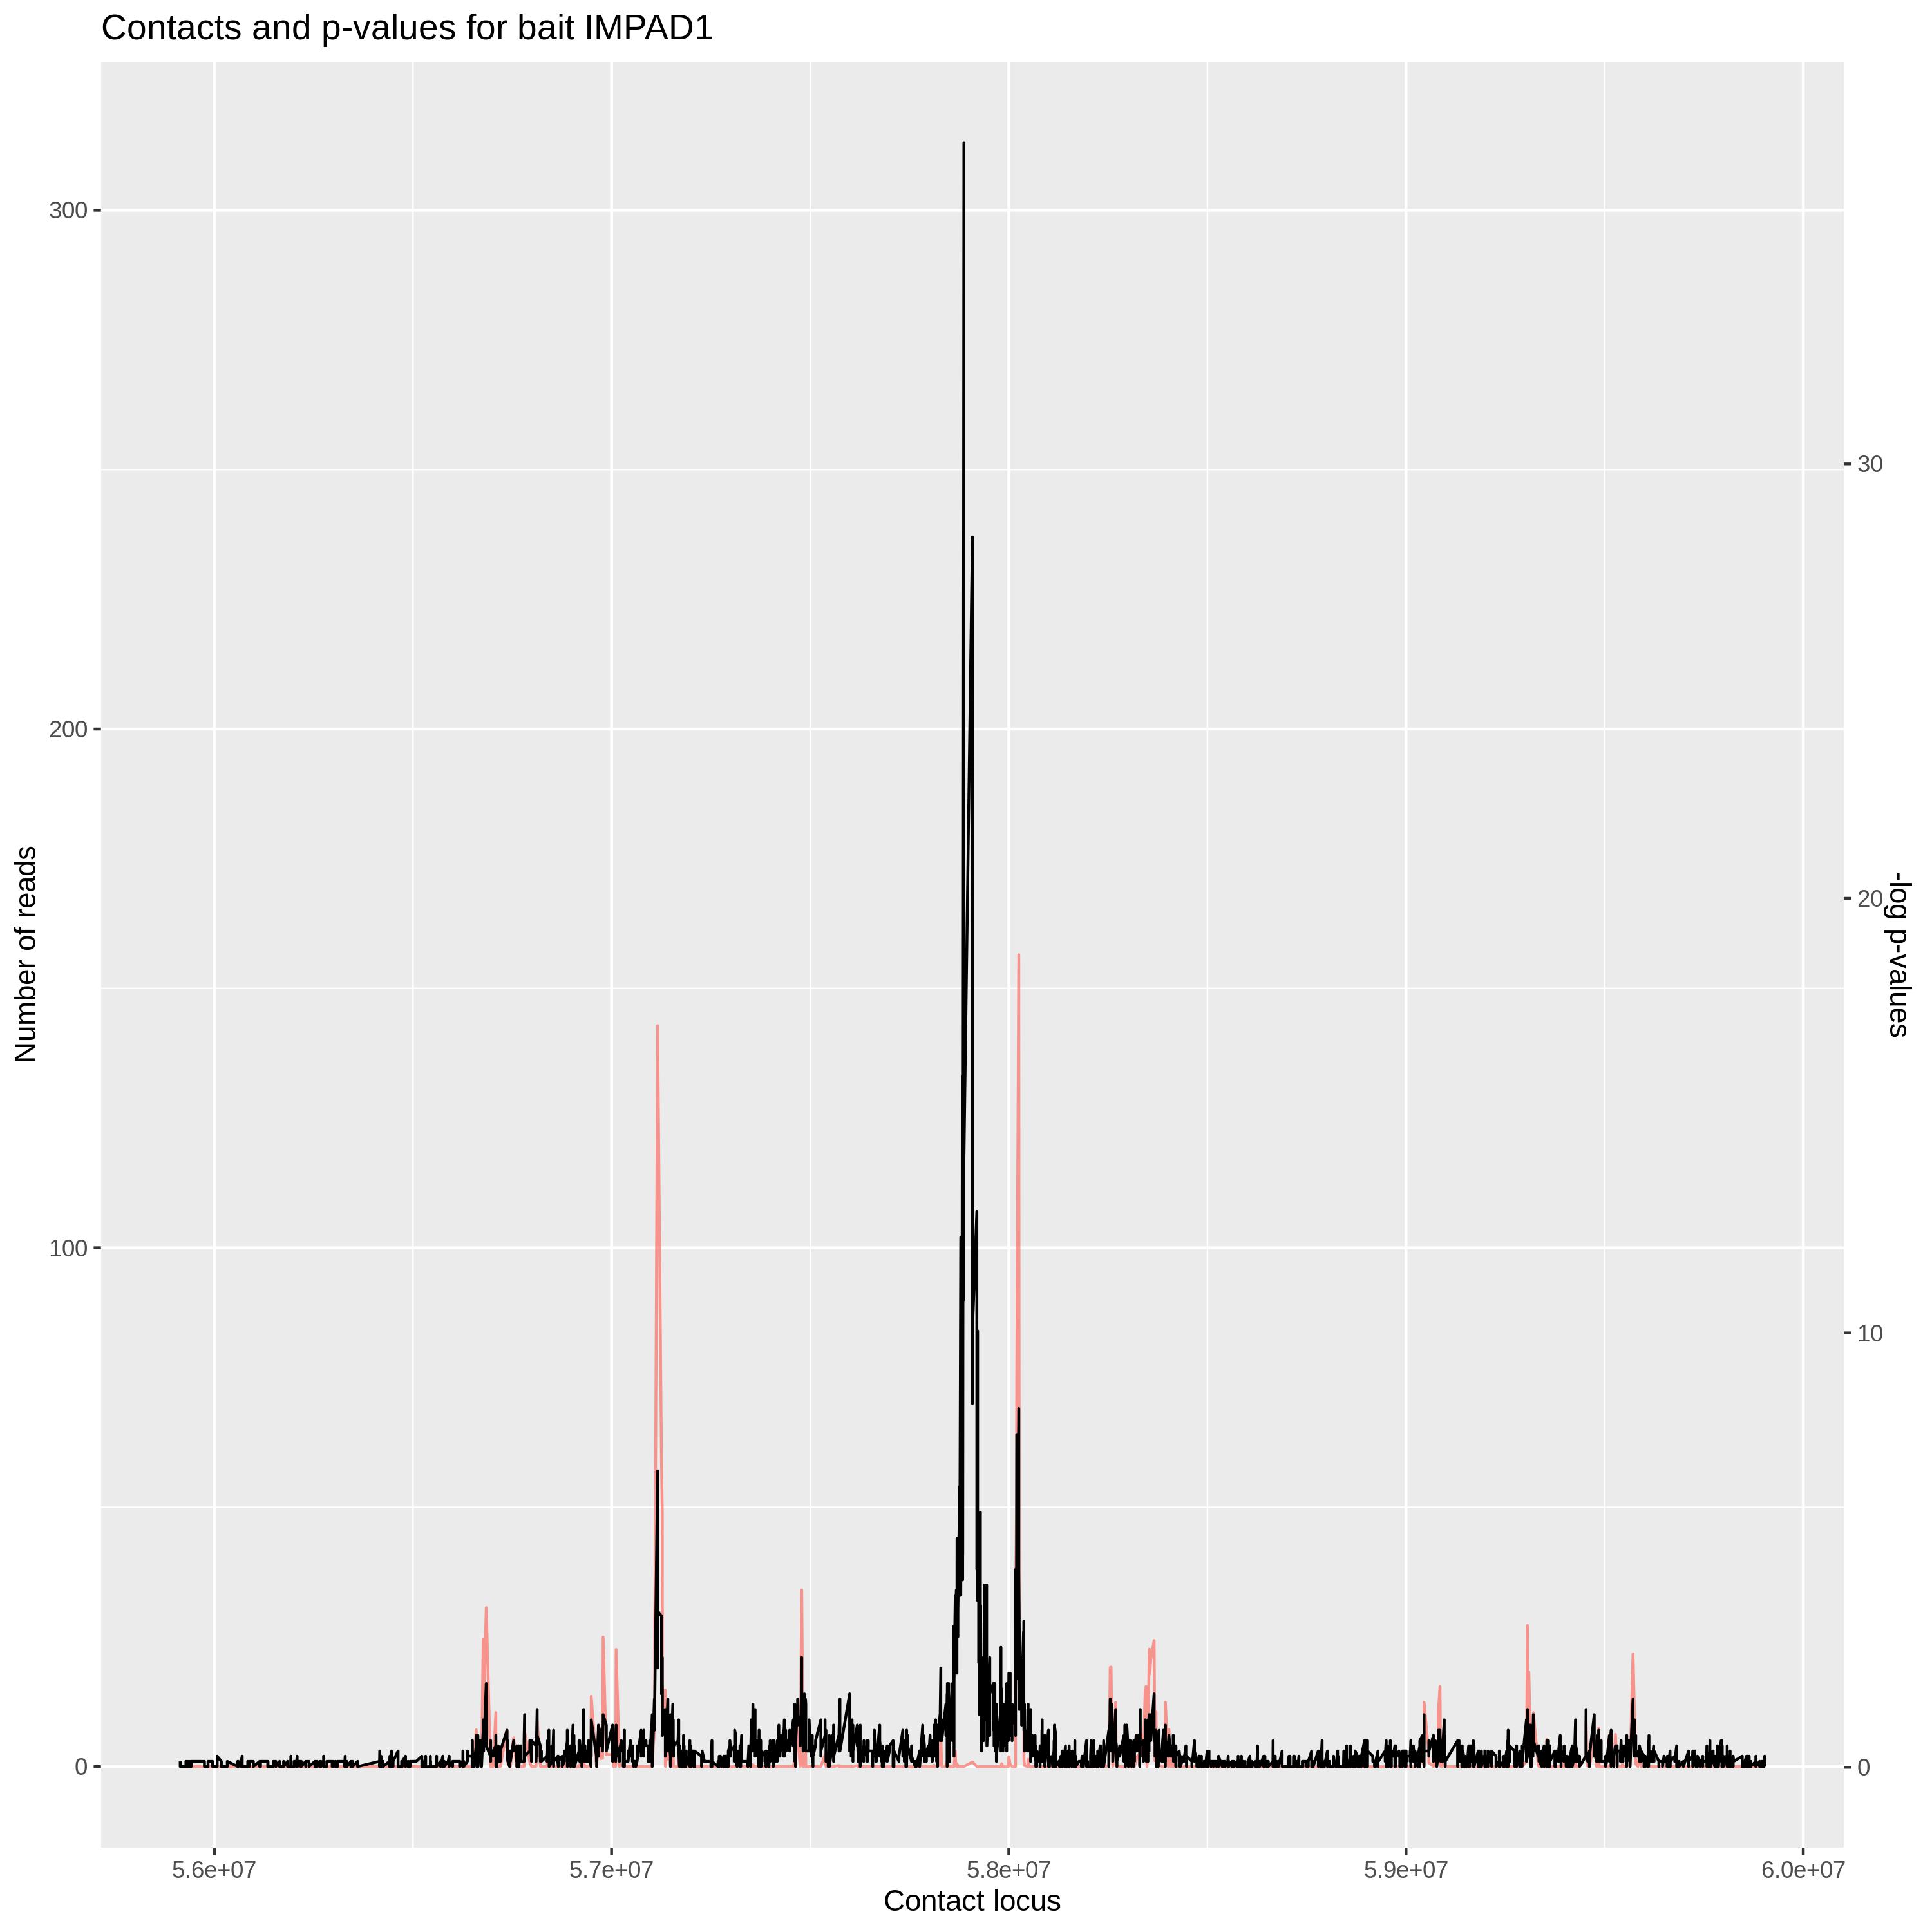 Contacts and p-values for bait IMPAD1
300
200
100
0
Number of reads
30
20
10
0
-log p-values
5.6e+07 5.7e+07 5.8e+07 5.9e+07 6.0e+07
Contact locus